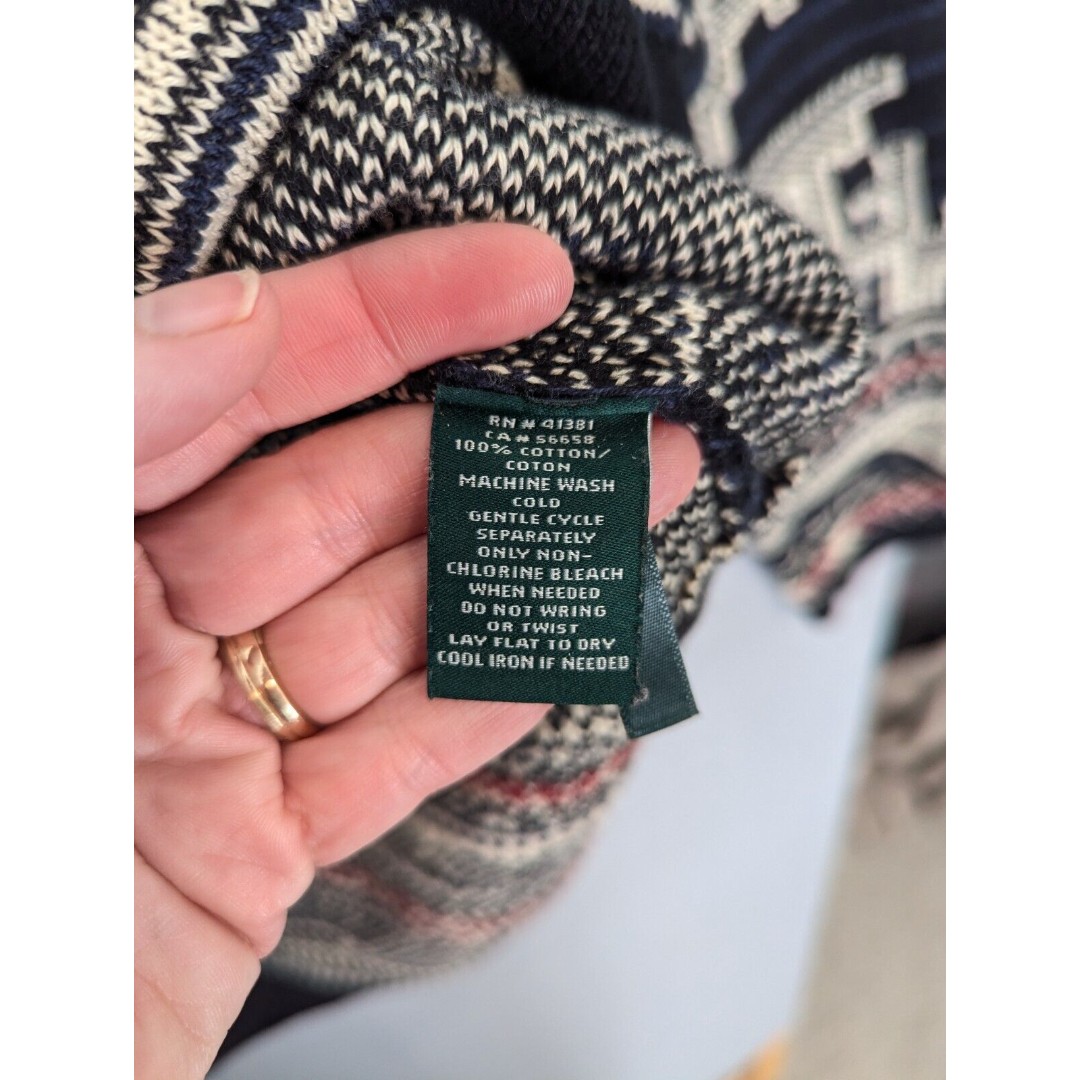 RN # 41381
CA # 56658
100% COTTON/
COTON
MACHINE WASH
COLD
GENTLE CYCLE
SEPARATELY
ONLY NON-
CHLORINE BLEACH
WHEN NEEDED
DO NOT WRING
OR TWIST
LAY FLAT TO DRY
COOL IRON IF NEEDED